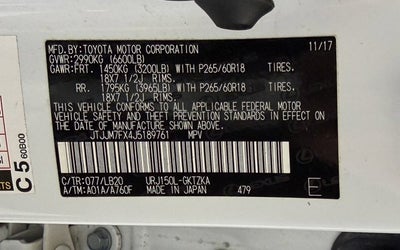 MFD.BY:TOYOTA MOTOR CORPORATION 11/17
GVWR:2990KG (6600LB)
GAWR:FRT. 1450KG (3200LB)WITH P265/60R18 TIRES,
18X7 1/2J RIMS.
RR. 1795KG (3965LB)WITH P265/60R18 TIRES,
18X7 1/2J RIMS.
THIS VEHICLE CONFORMS TO ALL APPLICABLE FEDERAL MOTOR
VEHICLE SAFETY AND THEFT PREVENTION STANDARDS IN EFFECT
ON THE DATE OF MANUFACTURE SHOWN ABOVE.
JTJJM7FX4J5189761 MPV
C/TR:077/LB20 URJ150L-GKTZKA
A/TM:A01A/A760F MADE IN JAPAN 479
E
C 5 60B00